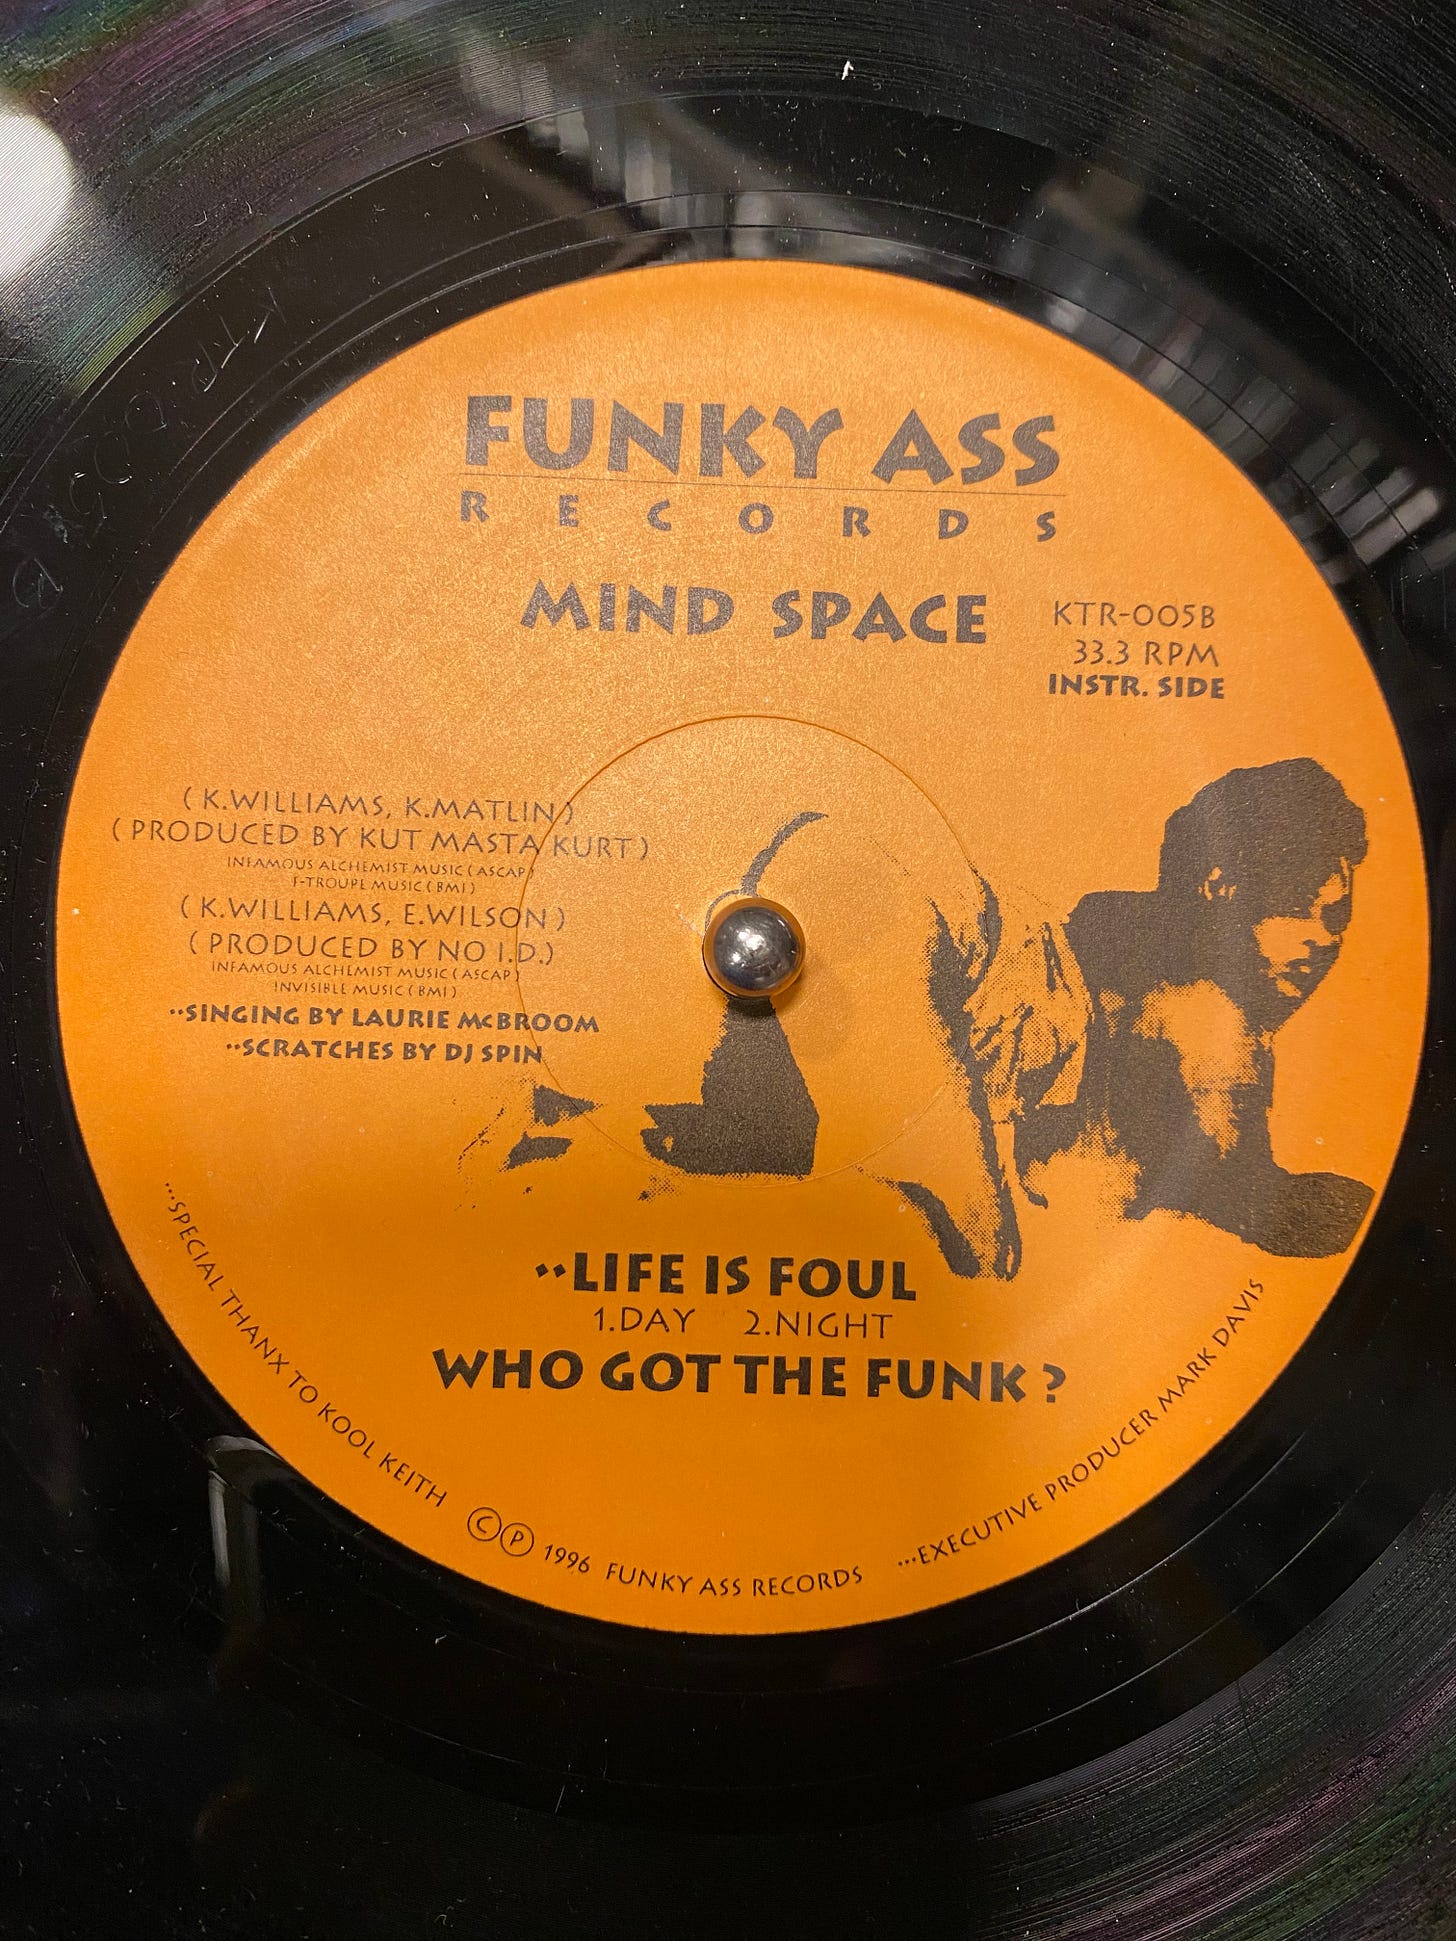 FUNKY ASS
RECORDS
MIND SPACE
KTR-005B
33.3 RPM
INSTR. SIDE
( K.WILLIAMS, K.MATLIN )
( PRODUCED BY KUT MASTA KURT )
INFAMOUS ALCHEMIST MUSIC ( ASCAP )
F-TROUPE MUSIC ( BMI )
( K.WILLIAMS, E.WILSON )
( PRODUCED BY NO I.D. )
INFAMOUS ALCHEMIST MUSIC ( ASCAP )
INVISIBLE MUSIC ( BMI )
··SINGING BY LAURIE McBROOM
··SCRATCHES BY DJ SPIN
··LIFE IS FOUL
1.DAY 2.NIGHT
WHO GOT THE FUNK ?
...SPECIAL THANX TO KOOL KEITH
© ℗ 1996 FUNKY ASS RECORDS
...EXECUTIVE PRODUCER MARK DAVIS
KTR 005 B